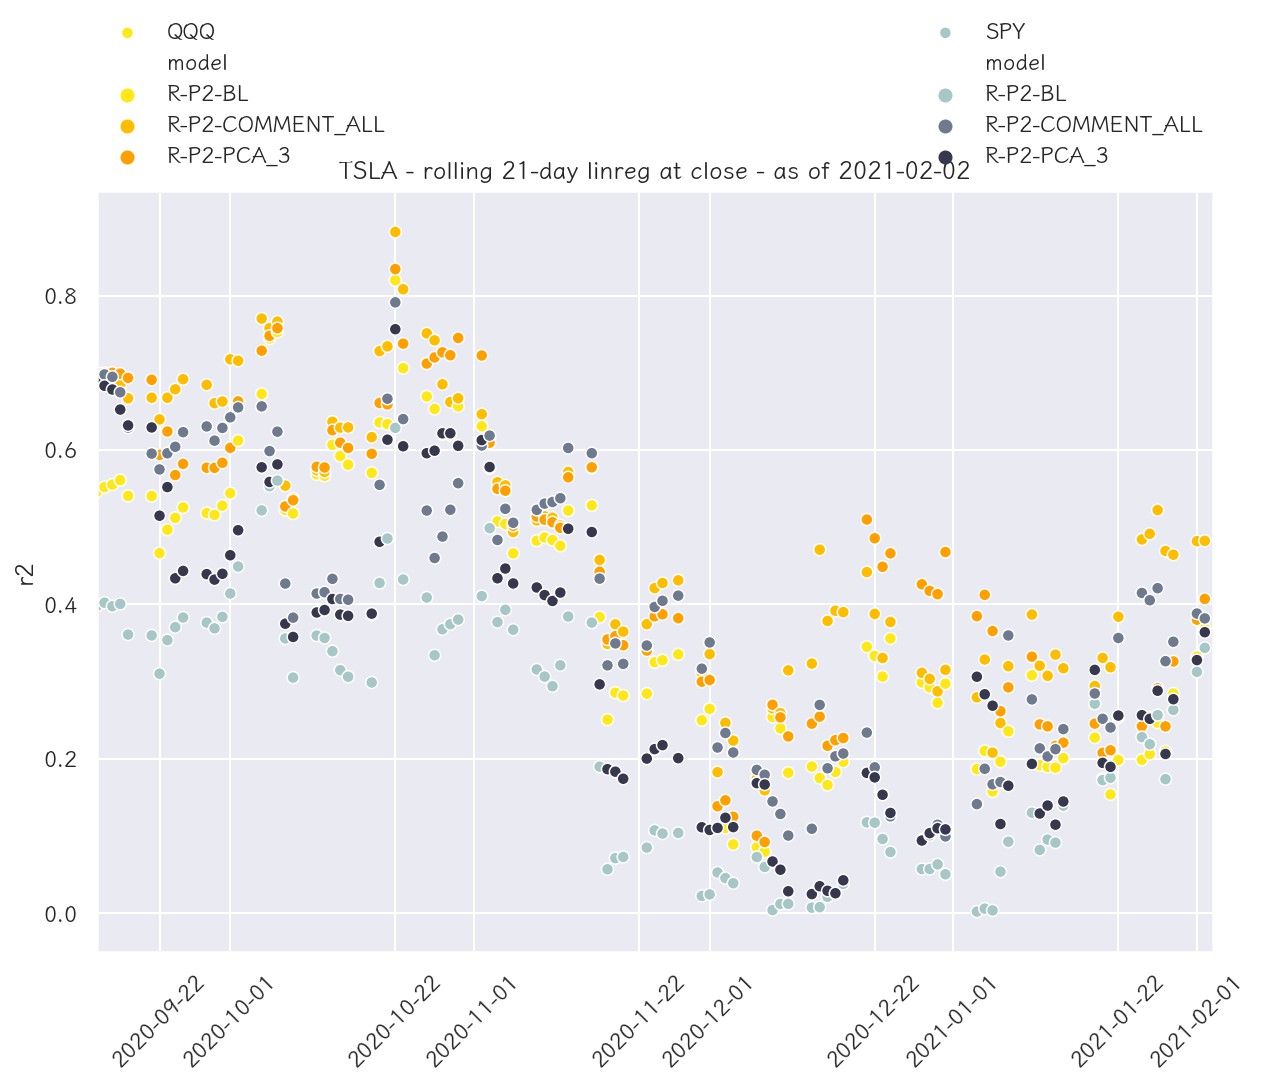 QQQ
model
R-P2-BL
R-P2-COMMENT_ALL
R-P2-PCA_3
SPY
model
R-P2-BL
R-P2-COMMENT_ALL
R-P2-PCA_3
TSLA - rolling 21-day linreg at close - as of 2021-02-02
r2
0.8
0.6
0.4
0.2
0.0
2020-09-22
2020-10-01
2020-10-22
2020-11-01
2020-11-22
2020-12-01
2020-12-22
2021-01-01
2021-01-22
2021-02-01